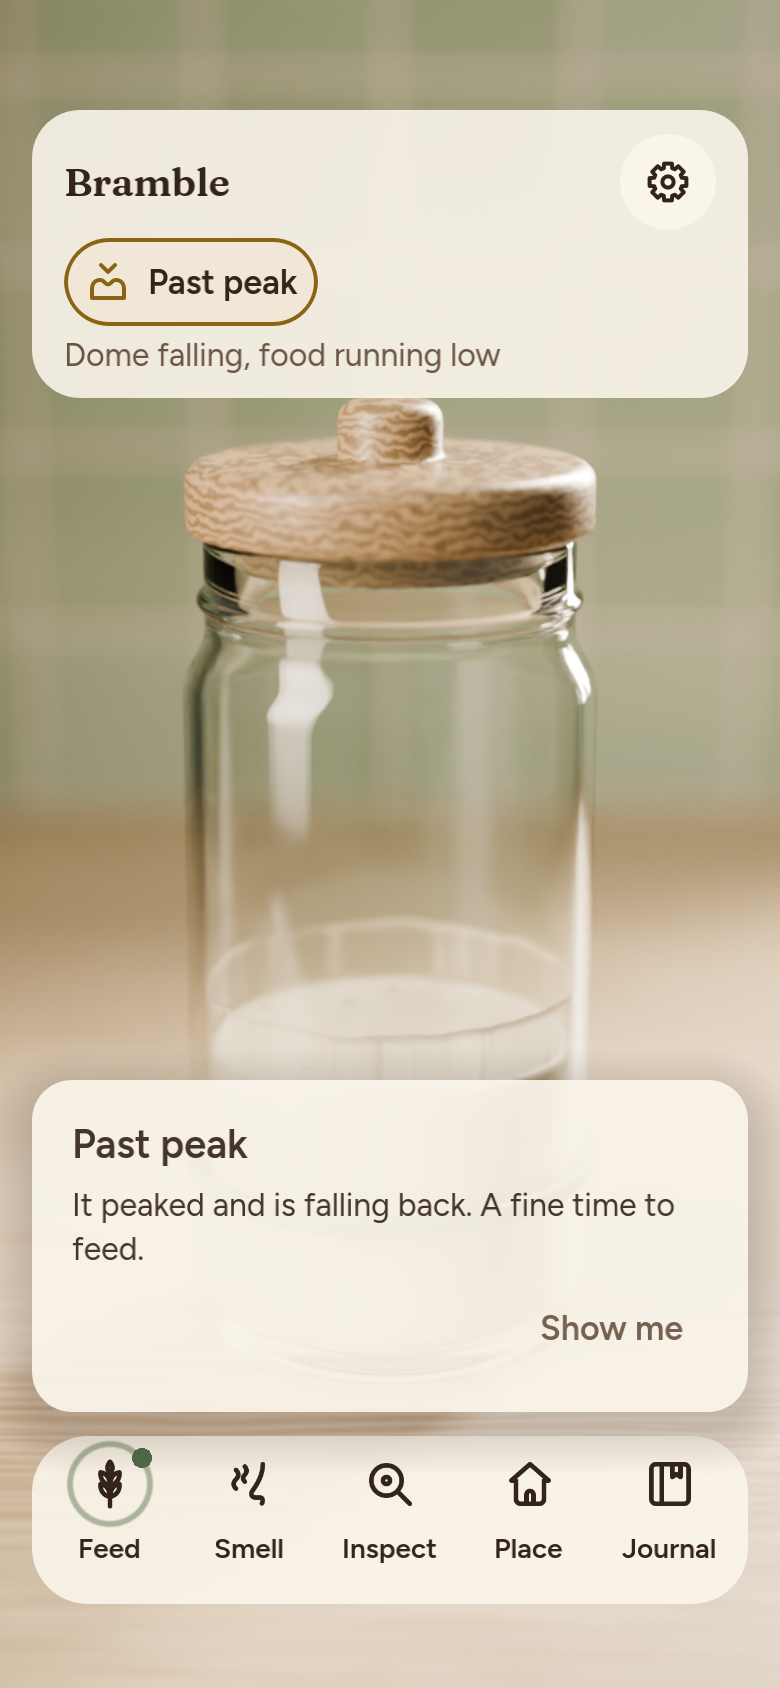 Bramble
Past peak
Dome falling, food running low
Past peak
It peaked and is falling back. A fine time to
feed.
Show me
Feed
Smell
Inspect
Place
Journal